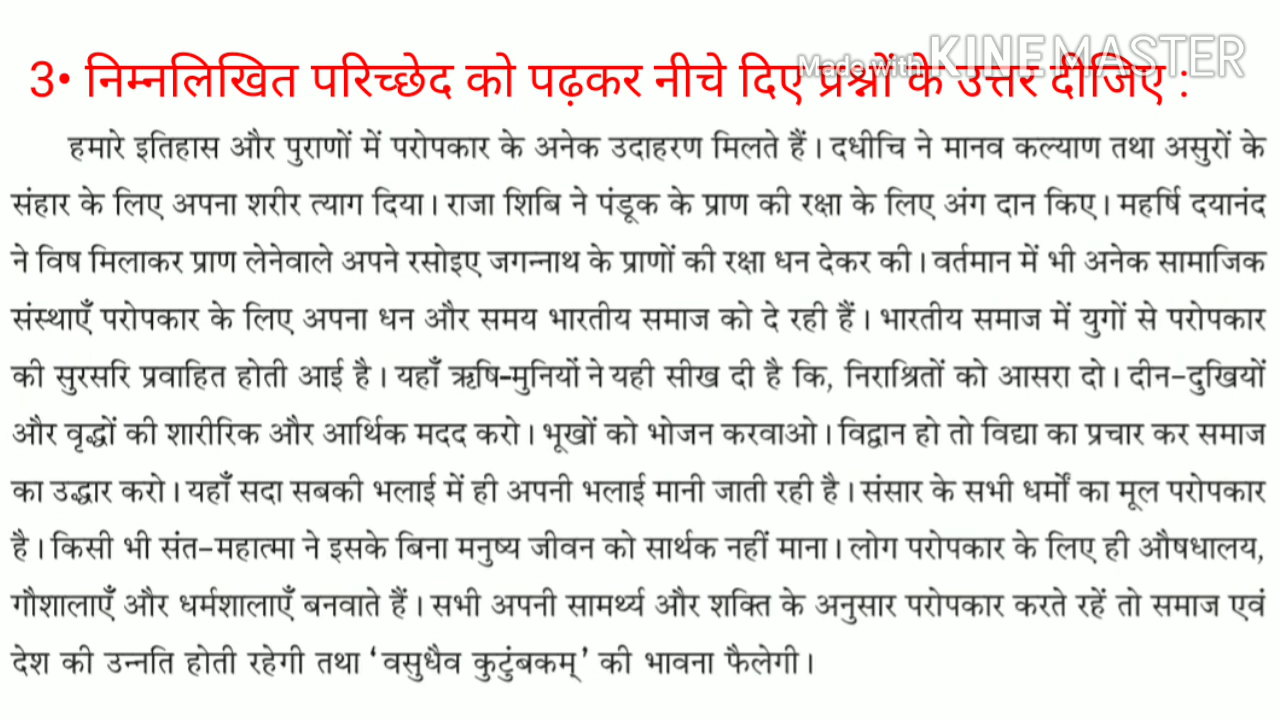 Made with KINEMASTER
3• निम्नलिखित परिच्छेद को पढ़कर नीचे दिए प्रश्नों के उत्तर दीजिए :
हमारे इतिहास और पुराणों में परोपकार के अनेक उदाहरण मिलते हैं। दधीचि ने मानव कल्याण तथा असुरों के
संहार के लिए अपना शरीर त्याग दिया। राजा शिबि ने पंडूक के प्राण की रक्षा के लिए अंग दान किए। महर्षि दयानंद
ने विष मिलाकर प्राण लेनेवाले अपने रसोइए जगन्नाथ के प्राणों की रक्षा धन देकर की। वर्तमान में भी अनेक सामाजिक
संस्थाएँ परोपकार के लिए अपना धन और समय भारतीय समाज को दे रही हैं। भारतीय समाज में युगों से परोपकार
की सुरसरि प्रवाहित होती आई है। यहाँ ऋषि-मुनियों ने यही सीख दी है कि, निराश्रितों को आसरा दो। दीन-दुखियों
और वृद्धों की शारीरिक और आर्थिक मदद करो। भूखों को भोजन करवाओ। विद्वान हो तो विद्या का प्रचार कर समाज
का उद्धार करो। यहाँ सदा सबकी भलाई में ही अपनी भलाई मानी जाती रही है। संसार के सभी धर्मों का मूल परोपकार
है। किसी भी संत-महात्मा ने इसके बिना मनुष्य जीवन को सार्थक नहीं माना। लोग परोपकार के लिए ही औषधालय,
गौशालाएँ और धर्मशालाएँ बनवाते हैं। सभी अपनी सामर्थ्य और शक्ति के अनुसार परोपकार करते रहें तो समाज एवं
देश की उन्नति होती रहेगी तथा ‘वसुधैव कुटुंबकम्’ की भावना फैलेगी।